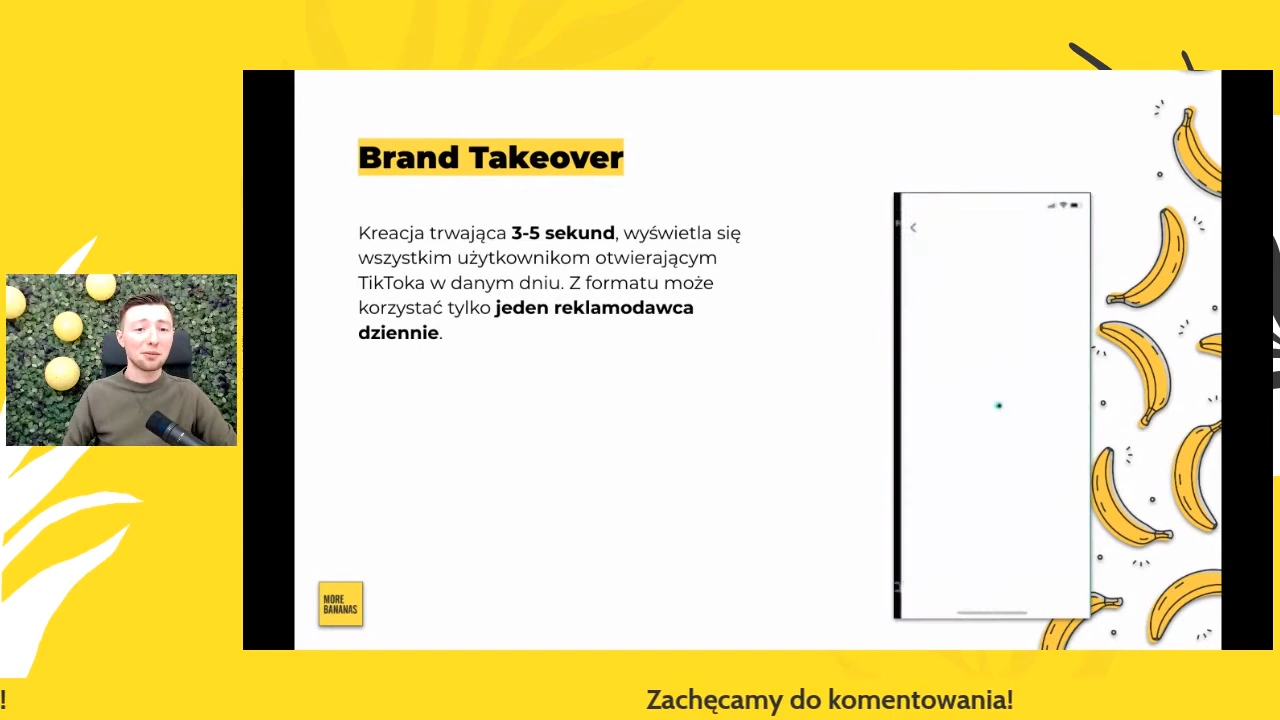 Brand Takeover
Kreacja trwająca 3-5 sekund, wyświetla się
wszystkim użytkownikom otwierającym
TikToka w danym dniu. Z formatu może
korzystać tylko jeden reklamodawca
dziennie.
MORE
BANANAS
! Zachęcamy do komentowania!